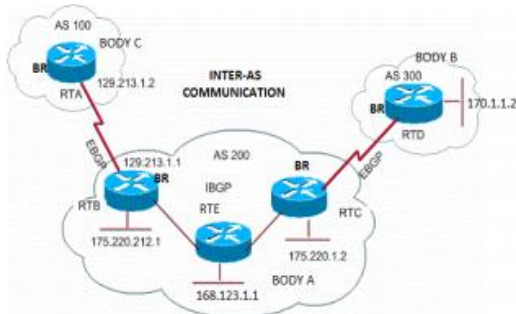 AS 100
BODY C
BR
129.213.1.2
RTA
INTER-AS
COMMUNICATION
BODY B
AS 300
BR
170.1.1.2
RTD
EBGP
EBGP
129.213.1.1
AS 200
BR
BR
IBGP
RTB
RTE
RTC
175.220.212.1
175.220.1.2
168.123.1.1
BODY A